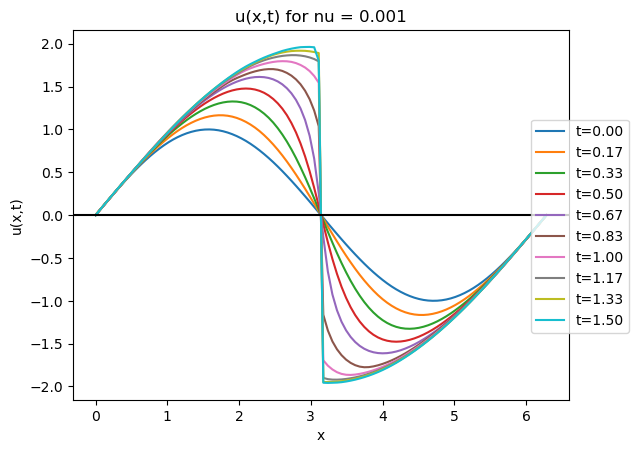 u(x,t) for nu = 0.001
u(x,t)
2.0
1.5
1.0
0.5
0.0
−0.5
−1.0
−1.5
−2.0
0 1 2 3 4 5 6
x
t=0.00
t=0.17
t=0.33
t=0.50
t=0.67
t=0.83
t=1.00
t=1.17
t=1.33
t=1.50